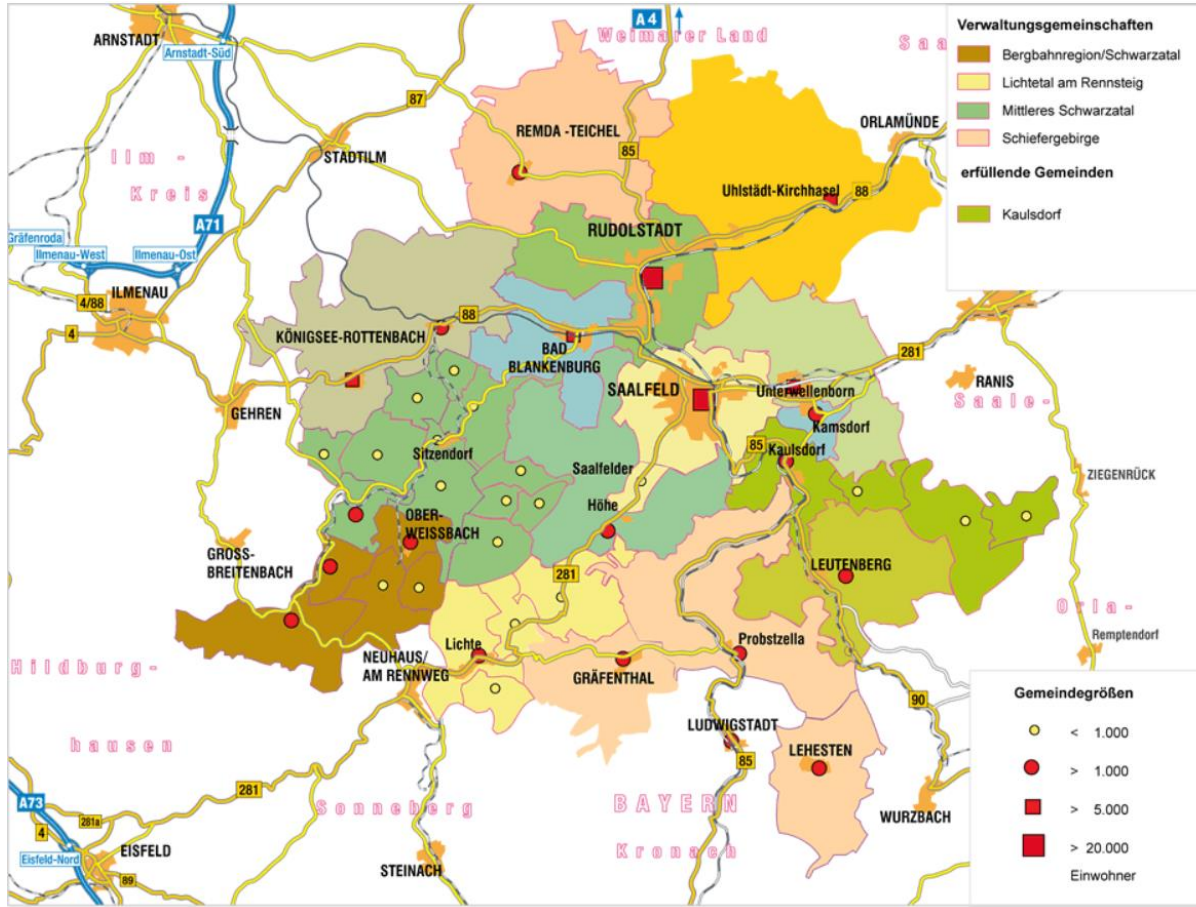 A 4
Weimarer Land
Saa
ARNSTADT
Arnstadt-Süd
87
REMDA -TEICHEL
85
ORLAMÜNDE
STADTILM
Ilm -
Kreis
Uhlstädt-Kirchhasel
88
A71
RUDOLSTADT
Gräfenroda
Ilmenau-West
Ilmenau-Ost
ILMENAU
4/88
4
88
KÖNIGSEE-ROTTENBACH
BAD
BLANKENBURG
281
SAALFELD
Unterwellenborn
RANIS
Saale-
GEHREN
Kamsdorf
Sitzendorf
85
Kaulsdorf
Saalfelder
Höhe
ZIEGENRÜCK
OBER-
WEISSBACH
GROSS-
BREITENBACH
281
LEUTENBERG
Orla-
Remptendorf
Lichte
Probstzella
NEUHAUS/
AM RENNWEG
GRÄFENTHAL
Hildburg-
hausen
90
LUDWIGSTADT
85
LEHESTEN
281
A73
4
281a
Sonneberg
BAYERN
Kronach
WURZBACH
Eisfeld-Nord
EISFELD
89
STEINACH
Verwaltungsgemeinschaften
Bergbahnregion/Schwarzatal
Lichtetal am Rennsteig
Mittleres Schwarzatal
Schiefergebirge
erfüllende Gemeinden
Kaulsdorf
Gemeindegrößen
< 1.000
> 1.000
> 5.000
> 20.000
Einwohner